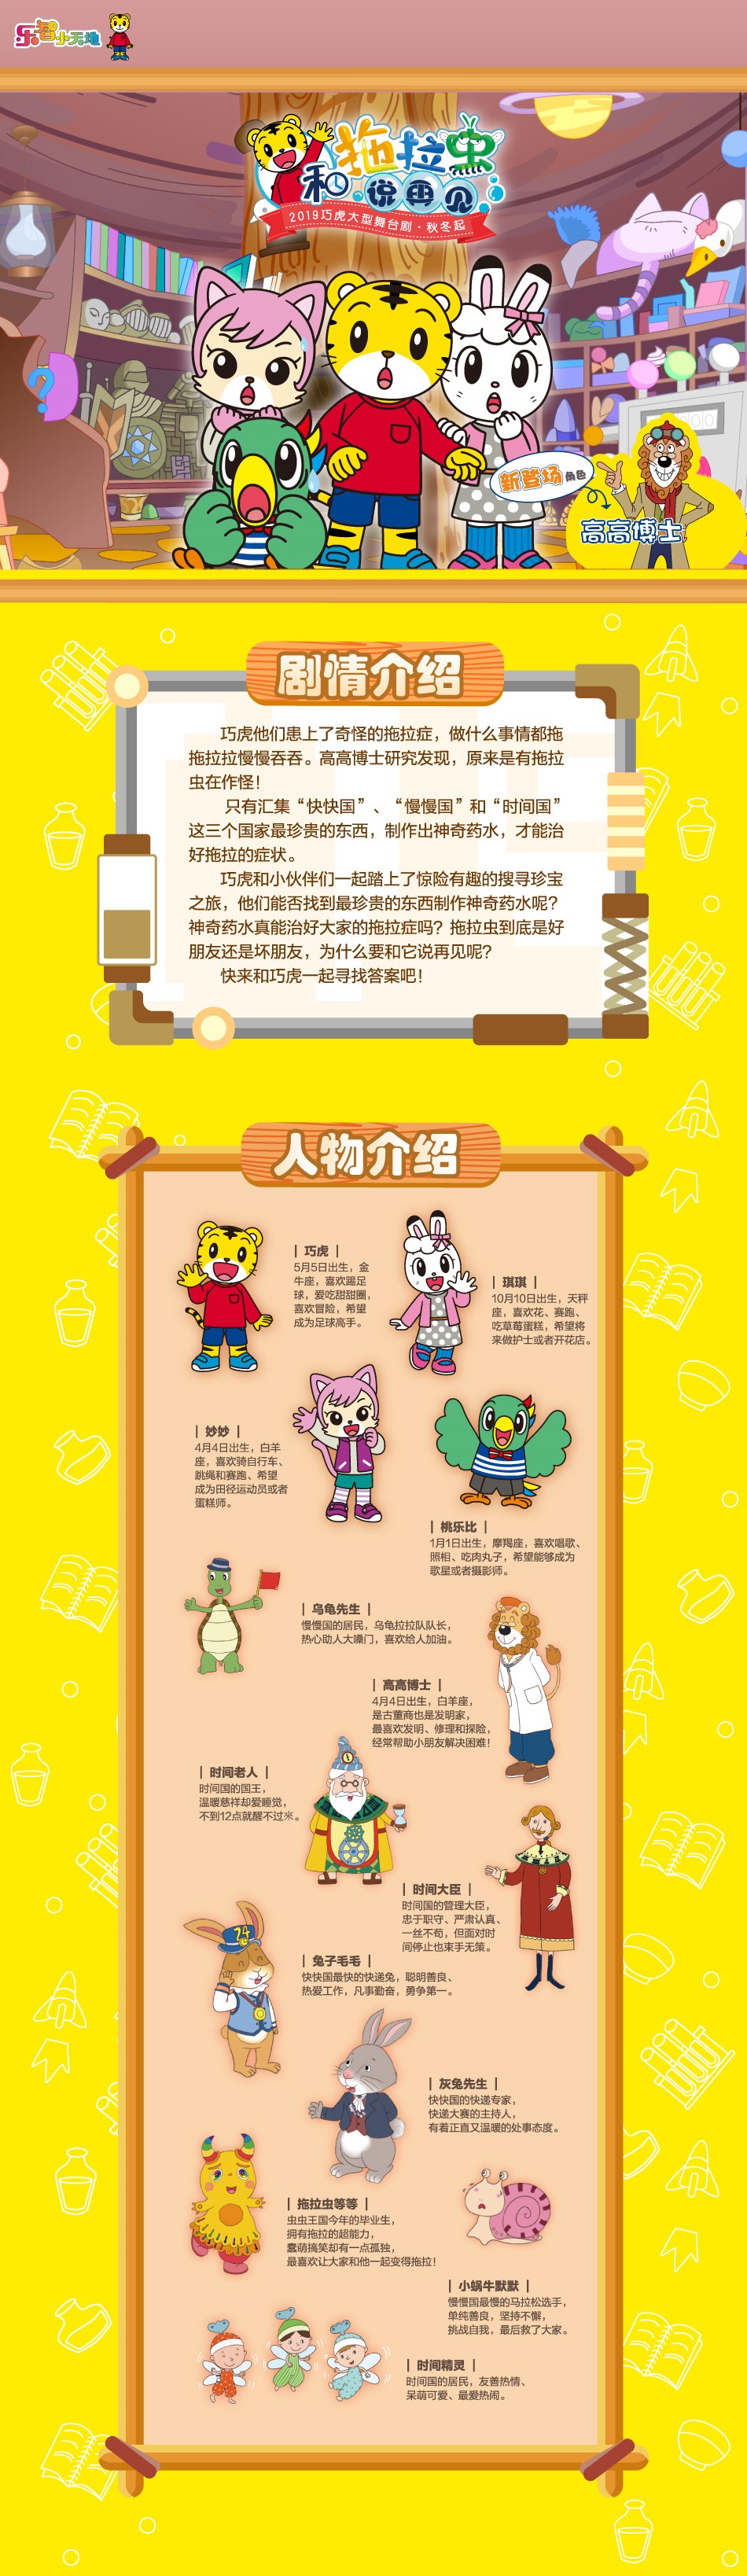 乐智小天地
和拖拉虫
说再见
2019巧虎大型舞台剧·秋冬起
?
新登场角色
高高博士
剧情介绍
巧虎他们患上了奇怪的拖拉症，做什么事情都拖
拖拉拉慢慢吞吞。高高博士研究发现，原来是有拖拉
虫在作怪！
只有汇集“快快国”、“慢慢国”和“时间国”
这三个国家最珍贵的东西，制作出神奇药水，才能治
好拖拉的症状。
巧虎和小伙伴们一起踏上了惊险有趣的搜寻珍宝
之旅，他们能否找到最珍贵的东西制作神奇药水呢？
神奇药水真能治好大家的拖拉症吗？拖拉虫到底是好
朋友还是坏朋友，为什么要和它说再见呢？
快来和巧虎一起寻找答案吧！
人物介绍
| 巧虎 |
5月5日出生，金
牛座，喜欢踢足
球，爱吃甜甜圈，
喜欢冒险，希望
成为足球高手。
| 琪琪 |
10月10日出生，天秤
座，喜欢花、赛跑、
吃草莓蛋糕，希望将
来做护士或者开花店。
| 妙妙 |
4月4日出生，白羊
座，喜欢骑自行车、
跳绳和赛跑、希望
成为田径运动员或者
蛋糕师。
| 桃乐比 |
1月1日出生，摩羯座，喜欢唱歌、
照相、吃肉丸子，希望能够成为
歌星或者摄影师。
| 乌龟先生 |
慢慢国的居民，乌龟拉拉队队长，
热心助人大嗓门，喜欢给人加油。
| 高高博士 |
4月4日出生，白羊座，
是古董商也是发明家，
最喜欢发明、修理和探险，
经常帮助小朋友解决困难！
| 时间老人 |
时间国的国王，
温暖慈祥却爱睡觉，
不到12点就醒不过来。
| 时间大臣 |
时间国的管理大臣，
忠于职守、严肃认真、
一丝不苟，但面对时
间停止也束手无策。
24
| 兔子毛毛 |
快快国最快的快递兔，聪明善良、
热爱工作，凡事勤奋，勇争第一。
| 灰兔先生 |
快快国的快递专家，
快递大赛的主持人，
有着正直又温暖的处事态度。
| 拖拉虫等等 |
虫虫王国今年的毕业生，
拥有拖拉的超能力，
蠢萌搞笑却有一点孤独，
最喜欢让大家和他一起变得拖拉！
| 小蜗牛默默 |
慢慢国最慢的马拉松选手，
单纯善良，坚持不懈，
挑战自我，最后救了大家。
| 时间精灵 |
时间国的居民，友善热情、
呆萌可爱、最爱热闹。